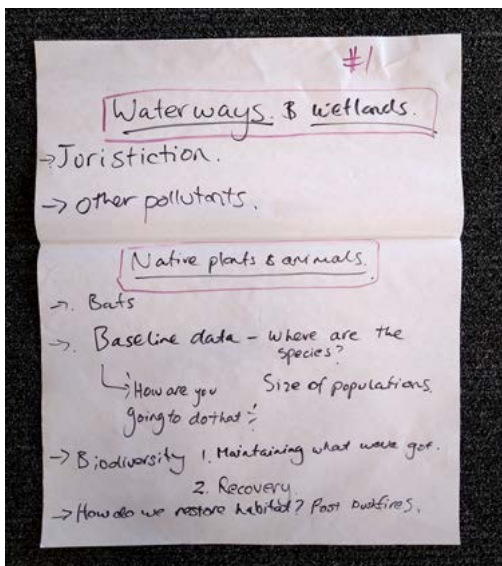 #1
Waterways & wetlands.
→ Joristiction.
→ Other pollutants.
Native plants & animals.
→. Bats
→. Baseline data - where are the
species?
↳ How are you
going to do that ÷
Size of populations.
→ Biodiversity 1. Maintaining what weve got.
2. Recovery
→ How do we restore habitat? Post bushfires.